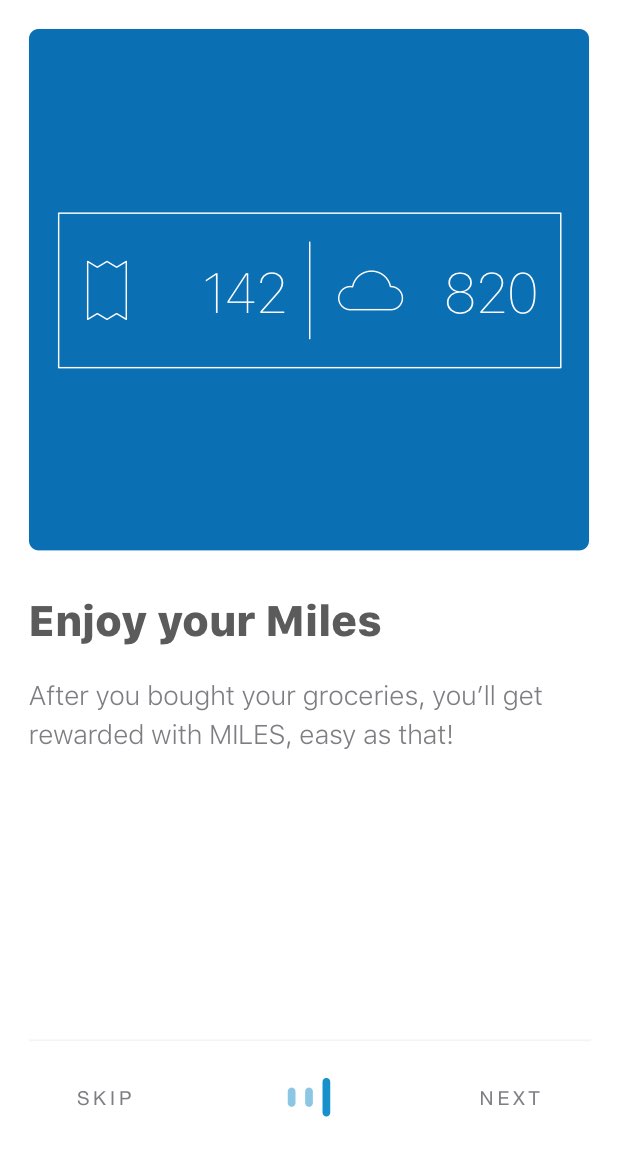 142 820
Enjoy your Miles
After you bought your groceries, you’ll get
rewarded with MILES, easy as that!
SKIP NEXT